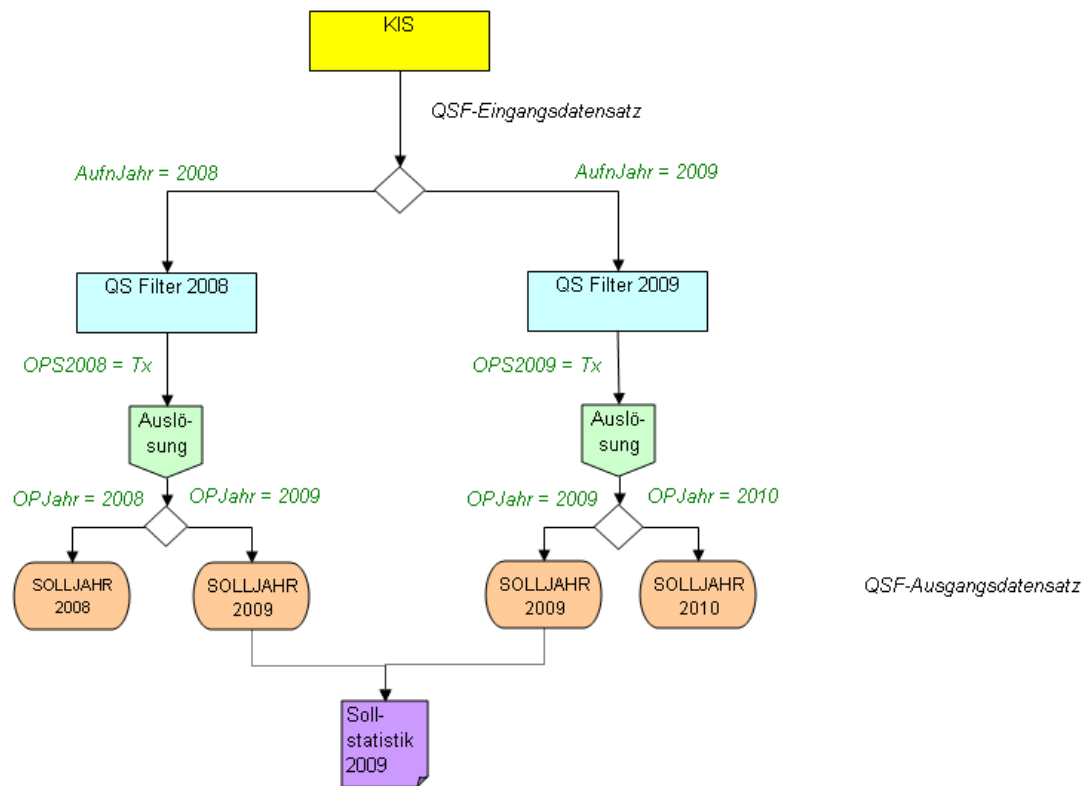 KIS
QSF-Eingangsdatensatz
AufnJahr = 2008
AufnJahr = 2009
QS Filter 2008
QS Filter 2009
OPS2008 = Tx
OPS2009 = Tx
Auslö-
sung
Auslö-
sung
OPJahr = 2008
OPJahr = 2009
OPJahr = 2009
OPJahr = 2010
SOLLJAHR
2008
SOLLJAHR
2009
SOLLJAHR
2009
SOLLJAHR
2010
QSF-Ausgangsdatensatz
Soll-
statistik
2009